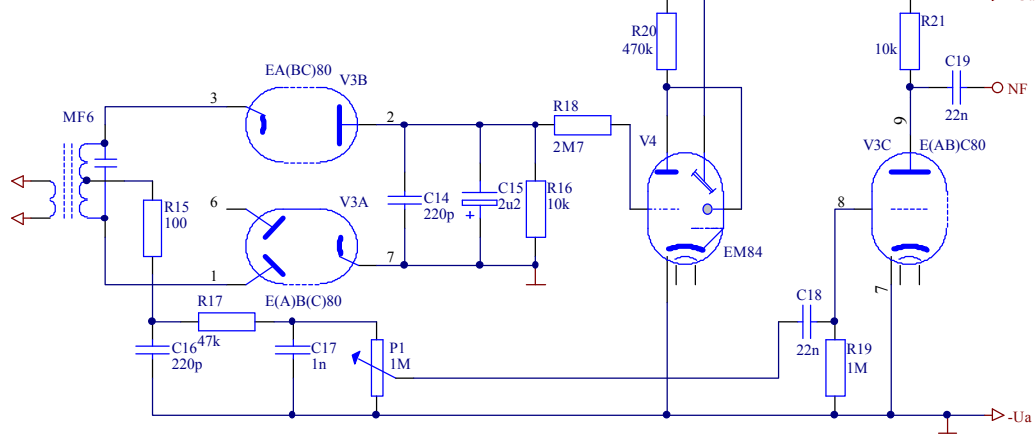 R20
470k
R21
10k
C19
22n
NF
EA(BC)80
V3B
3
2
MF6
R18
2M7
V4
9
V3C
E(AB)C80
R15
100
6
V3A
C14
220p
C15
2u2
+
R16
10k
8
EM84
1
7
E(A)B(C)80
R17
47k
C16
220p
C17
1n
P1
1M
C18
22n
R19
1M
7
-Ua